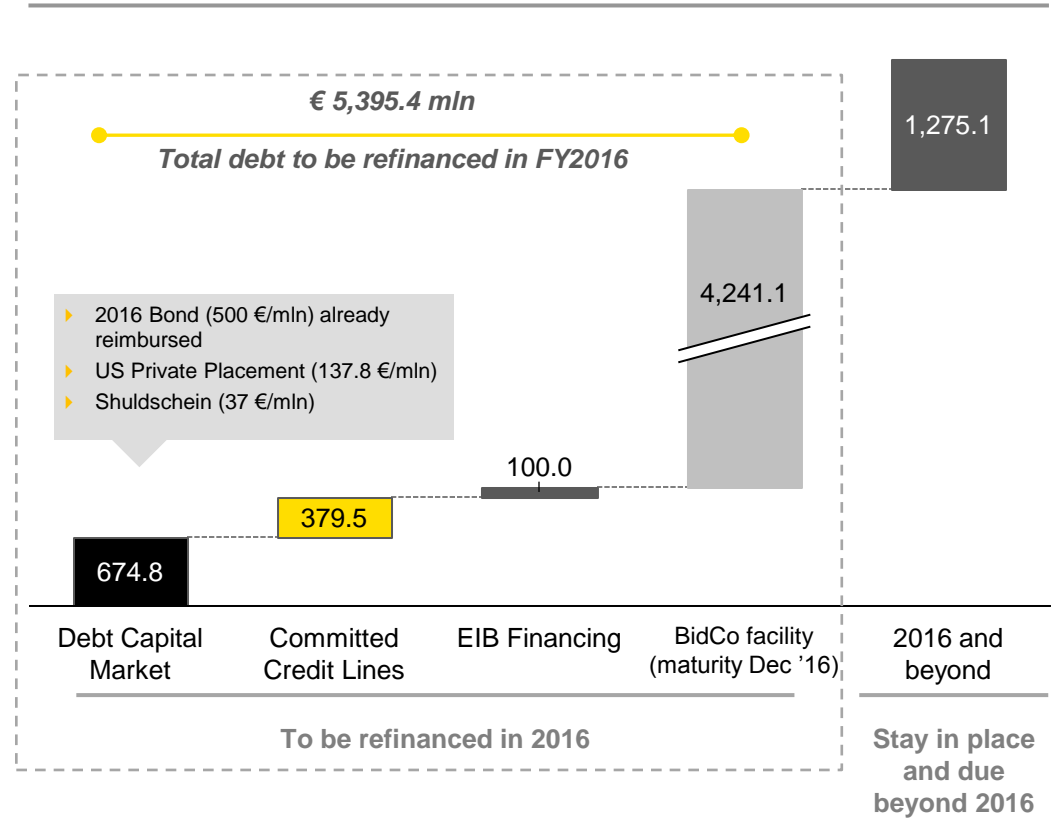 € 5,395.4 mln
Total debt to be refinanced in FY2016
1,275.1
4,241.1
2016 Bond (500 €/mln) already
reimbursed
US Private Placement (137.8 €/mln)
Shuldschein (37 €/mln)
100.0
379.5
674.8
Debt Capital
Market
Committed
Credit Lines
EIB Financing
BidCo facility
(maturity Dec ’16)
2016 and
beyond
To be refinanced in 2016
Stay in place
and due
beyond 2016